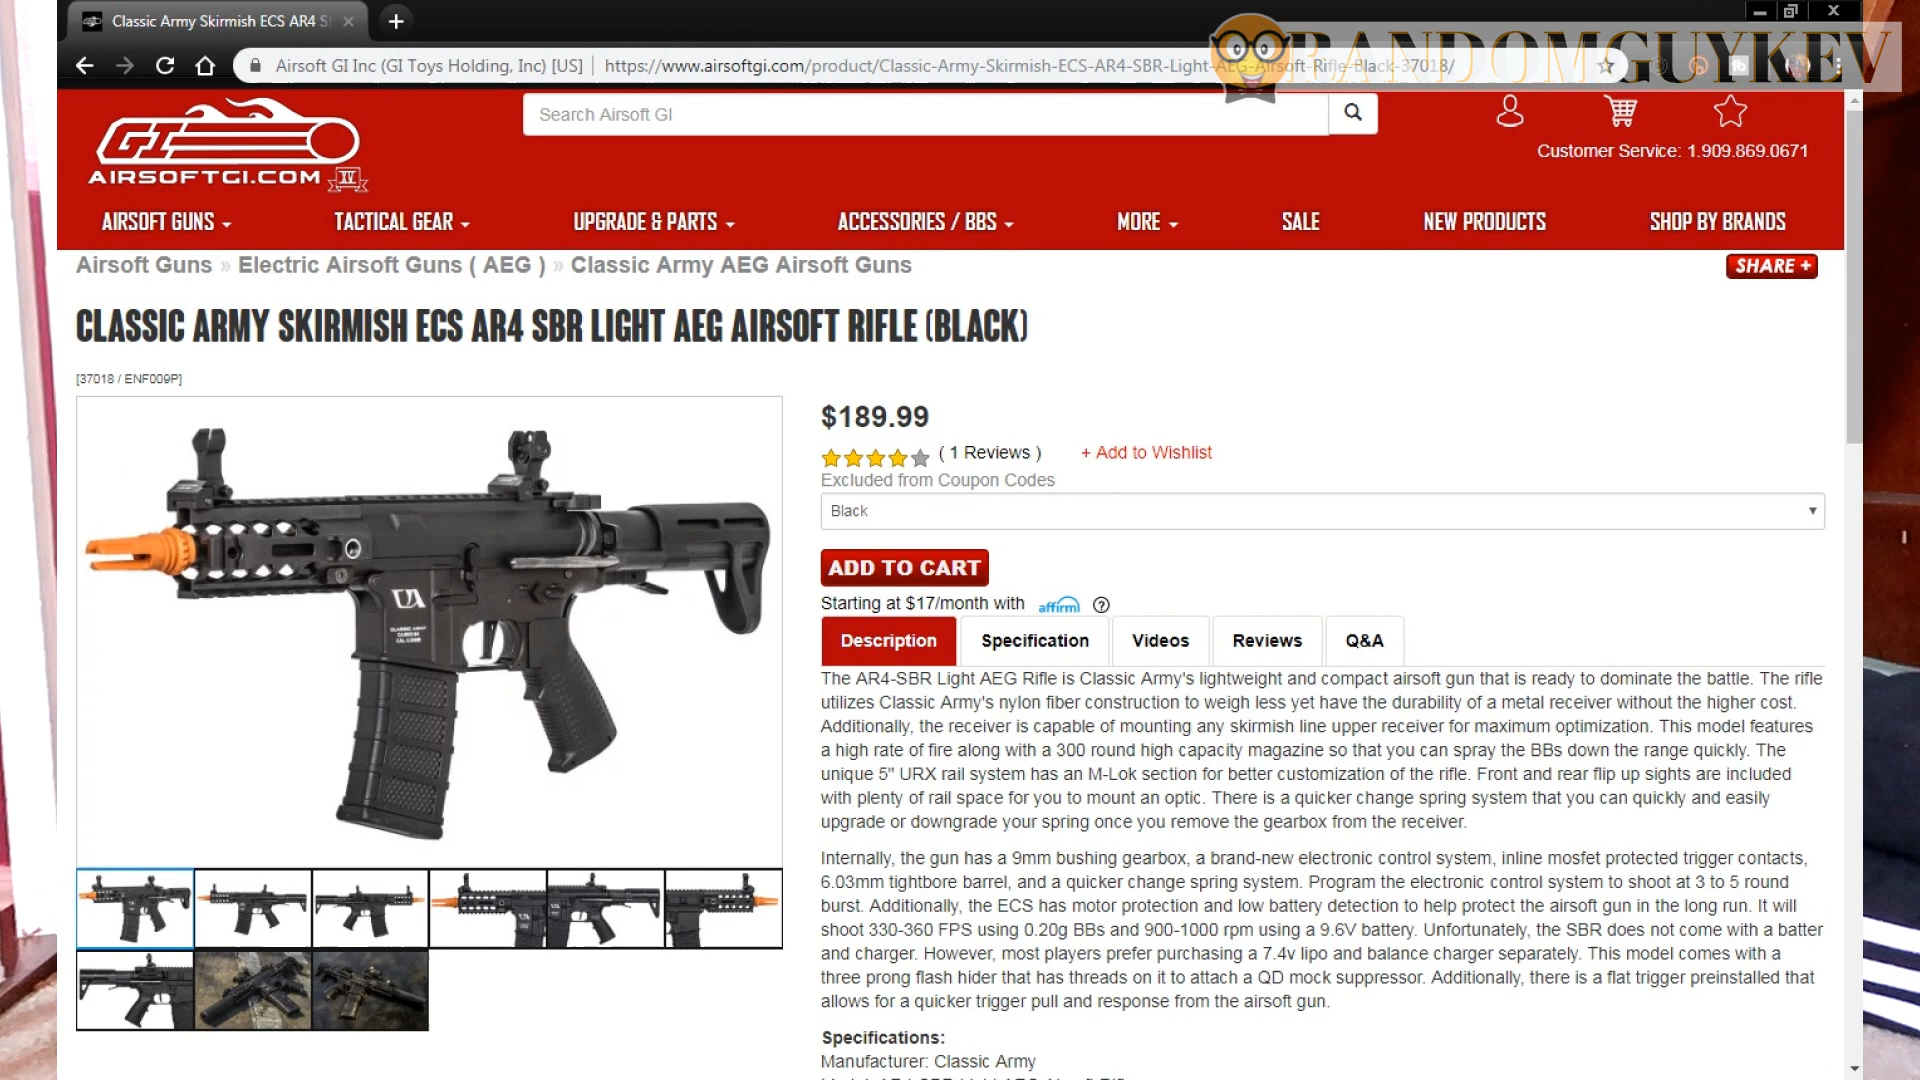 Classic Army Skirmish ECS AR4 S
RANDOMGUYKEV
Airsoft GI Inc (GI Toys Holding, Inc) [US] | https://www.airsoftgi.com/product/Classic-Army-Skirmish-ECS-AR4-SBR-Light-AEG-Airsoft-Rifle-Black-37018/
GI
AIRSOFTGI.COM XV
Search Airsoft GI
Customer Service: 1.909.869.0671
AIRSOFT GUNS TACTICAL GEAR UPGRADE & PARTS ACCESSORIES / BBS MORE SALE NEW PRODUCTS SHOP BY BRANDS
Airsoft Guns » Electric Airsoft Guns ( AEG ) » Classic Army AEG Airsoft Guns
SHARE +
CLASSIC ARMY SKIRMISH ECS AR4 SBR LIGHT AEG AIRSOFT RIFLE (BLACK)
[37018 / ENF009P]
$189.99
( 1 Reviews ) + Add to Wishlist
Excluded from Coupon Codes
Black
ADD TO CART
Starting at $17/month with affirm ?
Description Specification Videos Reviews Q&A
The AR4-SBR Light AEG Rifle is Classic Army's lightweight and compact airsoft gun that is ready to dominate the battle. The rifle
utilizes Classic Army's nylon fiber construction to weigh less yet have the durability of a metal receiver without the higher cost.
Additionally, the receiver is capable of mounting any skirmish line upper receiver for maximum optimization. This model features
a high rate of fire along with a 300 round high capacity magazine so that you can spray the BBs down the range quickly. The
unique 5" URX rail system has an M-Lok section for better customization of the rifle. Front and rear flip up sights are included
with plenty of rail space for you to mount an optic. There is a quicker change spring system that you can quickly and easily
upgrade or downgrade your spring once you remove the gearbox from the receiver.
Internally, the gun has a 9mm bushing gearbox, a brand-new electronic control system, inline mosfet protected trigger contacts,
6.03mm tightbore barrel, and a quicker change spring system. Program the electronic control system to shoot at 3 to 5 round
burst. Additionally, the ECS has motor protection and low battery detection to help protect the airsoft gun in the long run. It will
shoot 330-360 FPS using 0.20g BBs and 900-1000 rpm using a 9.6V battery. Unfortunately, the SBR does not come with a batter
and charger. However, most players prefer purchasing a 7.4v lipo and balance charger separately. This model comes with a
three prong flash hider that has threads on it to attach a QD mock suppressor. Additionally, there is a flat trigger preinstalled that
allows for a quicker trigger pull and response from the airsoft gun.
Specifications:
Manufacturer: Classic Army